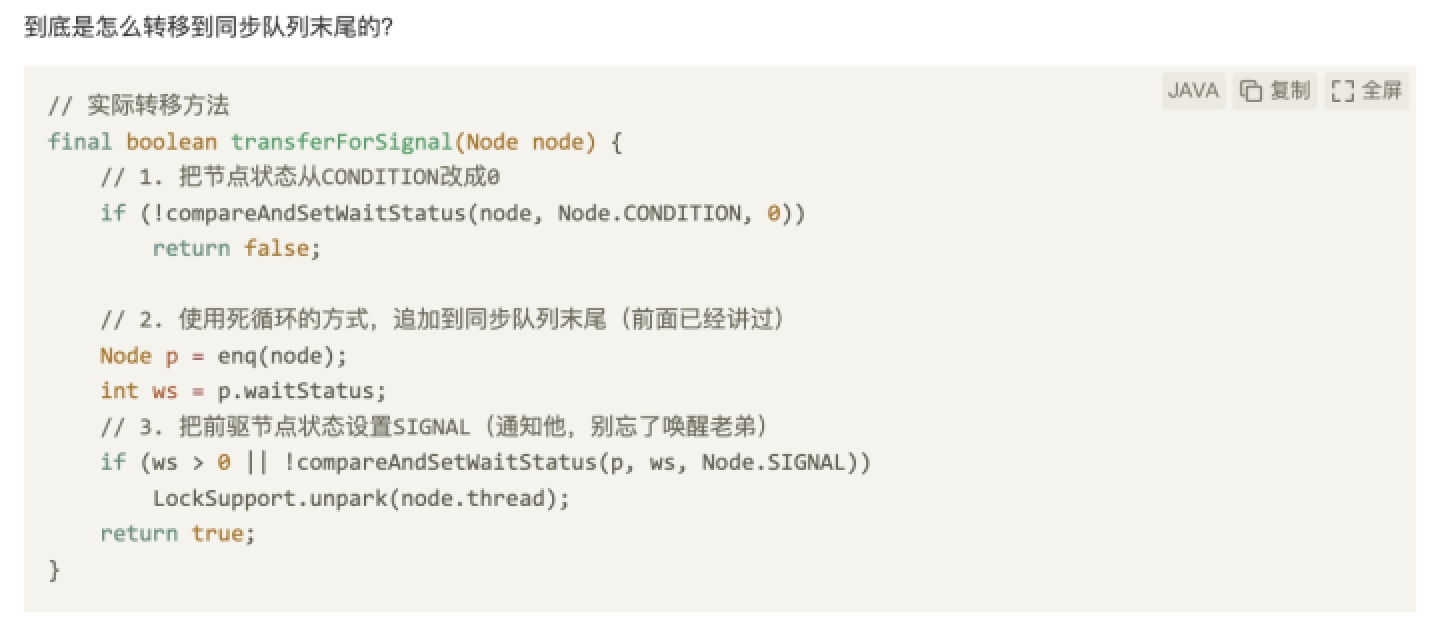 到底是怎么转移到同步队列末尾的?
JAVA 复制 全屏
// 实际转移方法
final boolean transferForSignal(Node node) {
    // 1. 把节点状态从CONDITION改成0
    if (!compareAndSetWaitStatus(node, Node.CONDITION, 0))
        return false;

    // 2. 使用死循环的方式，追加到同步队列末尾（前面已经讲过）
    Node p = enq(node);
    int ws = p.waitStatus;
    // 3. 把前驱节点状态设置SIGNAL（通知他，别忘了唤醒老弟）
    if (ws > 0 || !compareAndSetWaitStatus(p, ws, Node.SIGNAL))
        LockSupport.unpark(node.thread);
    return true;
}